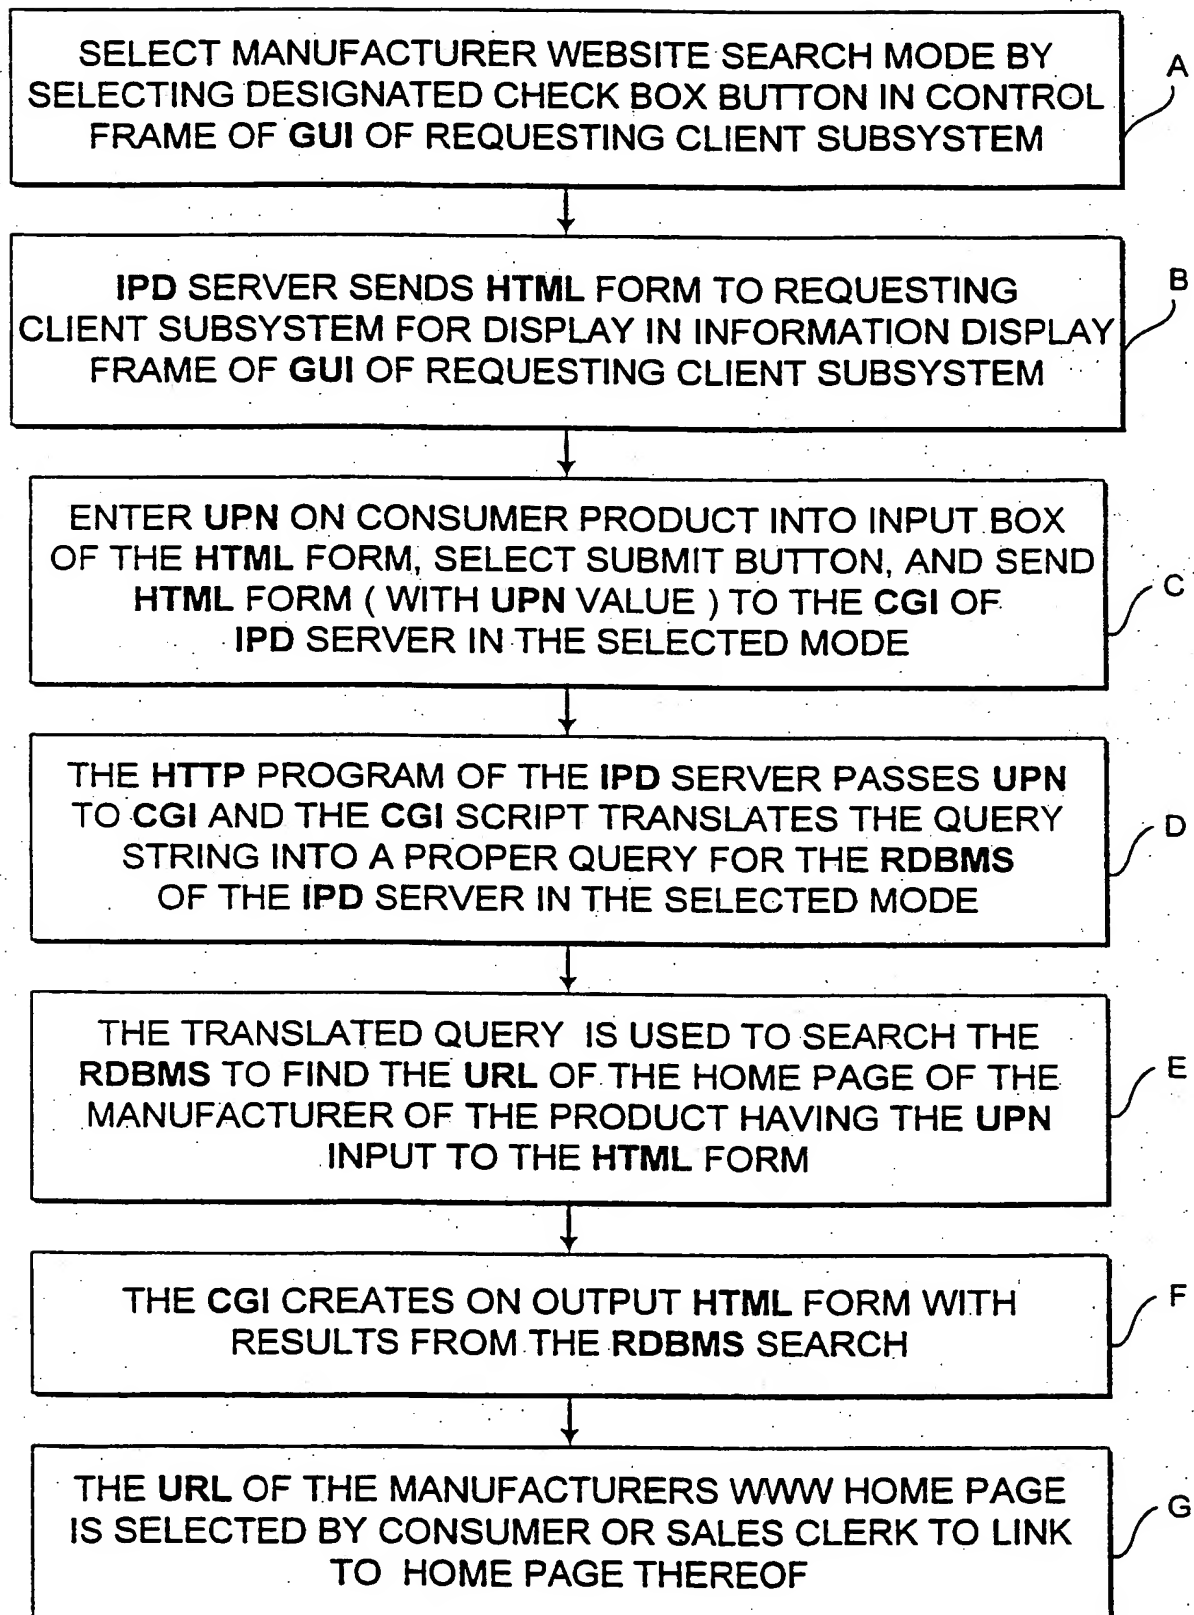 SELECT MANUFACTURER WEBSITE SEARCH MODE BY
SELECTING DESIGNATED CHECK BOX BUTTON IN CONTROL
FRAME OF GUI OF REQUESTING CLIENT SUBSYSTEM
A
IPD SERVER SENDS HTML FORM TO REQUESTING
CLIENT SUBSYSTEM FOR DISPLAY IN INFORMATION DISPLAY
FRAME OF GUI OF REQUESTING CLIENT SUBSYSTEM
B
ENTER UPN ON CONSUMER PRODUCT INTO INPUT BOX
OF THE HTML FORM, SELECT SUBMIT BUTTON, AND SEND
HTML FORM ( WITH UPN VALUE ) TO THE CGI OF
IPD SERVER IN THE SELECTED MODE
C
THE HTTP PROGRAM OF THE IPD SERVER PASSES UPN
TO CGI AND THE CGI SCRIPT TRANSLATES THE QUERY
STRING INTO A PROPER QUERY FOR THE RDBMS
OF THE IPD SERVER IN THE SELECTED MODE
D
THE TRANSLATED QUERY IS USED TO SEARCH THE
RDBMS TO FIND THE URL OF THE HOME PAGE OF THE
MANUFACTURER OF THE PRODUCT HAVING THE UPN
INPUT TO THE HTML FORM
E
THE CGI CREATES ON OUTPUT HTML FORM WITH
RESULTS FROM THE RDBMS SEARCH
F
THE URL OF THE MANUFACTURERS WWW HOME PAGE
IS SELECTED BY CONSUMER OR SALES CLERK TO LINK
TO HOME PAGE THEREOF
G